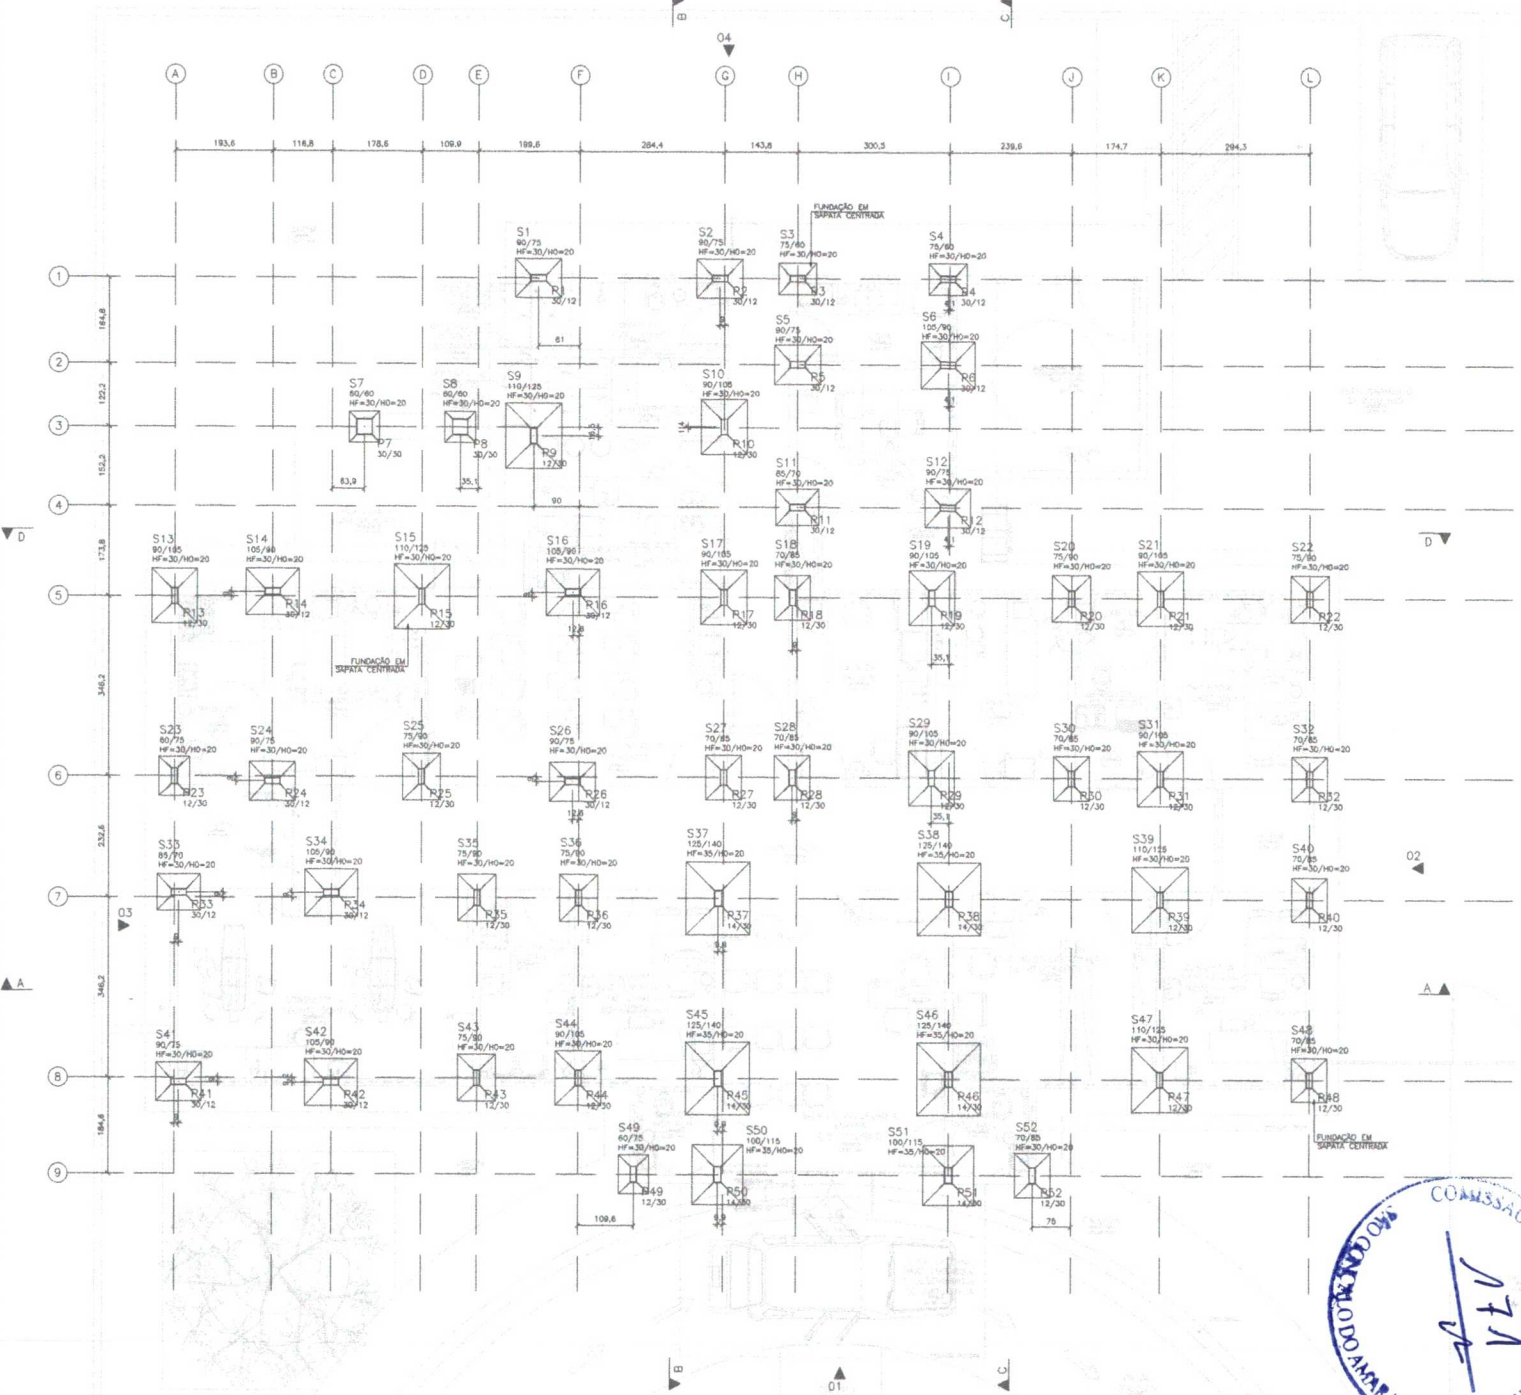 B
C
04
A B C D E F G H I J K L
193,6 116,8 178,6 109,9 199,6 284,4 143,8 300,5 239,6 174,7 294,3
FUNDAÇÃO EM
SAPATA CENTRADA
1
S1
90/75
HF=30/H0=20
P1
30/12
S2
90/75
HF=30/H0=20
P2
30/12
S3
75/60
HF=30/H0=20
P3
30/12
S4
75/60
HF=30/H0=20
P4
30/12
164,8
61
2
S5
90/75
HF=30/H0=20
P5
30/12
S6
105/90
HF=30/H0=20
P6
30/12
122,2
3
S7
60/60
HF=30/H0=20
P7
30/30
S8
60/60
HF=30/H0=20
P8
30/30
S9
110/125
HF=30/H0=20
P9
12/30
S10
90/105
HF=30/H0=20
P10
12/30
152,2
63,9
35,1
90
4
S11
85/70
HF=30/H0=20
P11
30/12
S12
90/75
HF=30/H0=20
P12
30/12
D
D
173,8
5
S13
90/105
HF=30/H0=20
P13
12/30
S14
105/90
HF=30/H0=20
P14
30/12
S15
110/125
HF=30/H0=20
P15
12/30
S16
105/90
HF=30/H0=20
P16
30/12
S17
90/105
HF=30/H0=20
P17
12/30
S18
70/85
HF=30/H0=20
P18
12/30
S19
90/105
HF=30/H0=20
P19
12/30
S20
75/90
HF=30/H0=20
P20
12/30
S21
90/105
HF=30/H0=20
P21
12/30
S22
75/90
HF=30/H0=20
P22
12/30
12,6
35,1
FUNDAÇÃO EM
SAPATA CENTRADA
346,2
6
S23
60/75
HF=30/H0=20
P23
12/30
S24
90/75
HF=30/H0=20
P24
30/12
S25
75/90
HF=30/H0=20
P25
12/30
S26
90/75
HF=30/H0=20
P26
30/12
S27
70/85
HF=30/H0=20
P27
12/30
S28
70/85
HF=30/H0=20
P28
12/30
S29
90/105
HF=30/H0=20
P29
12/30
S30
70/85
HF=30/H0=20
P30
12/30
S31
90/105
HF=30/H0=20
P31
12/30
S32
70/85
HF=30/H0=20
P32
12/30
12,6
35,1
232,6
7
S33
85/70
HF=30/H0=20
P33
30/12
S34
105/90
HF=30/H0=20
P34
30/12
S35
75/90
HF=30/H0=20
P35
12/30
S36
75/90
HF=30/H0=20
P36
12/30
S37
125/140
HF=35/H0=20
P37
14/30
S38
125/140
HF=35/H0=20
P38
14/30
S39
110/125
HF=30/H0=20
P39
12/30
S40
70/85
HF=30/H0=20
P40
12/30
02
03
346,2
A
A
8
S41
90/75
HF=30/H0=20
P41
30/12
S42
105/90
HF=30/H0=20
P42
30/12
S43
75/90
HF=30/H0=20
P43
12/30
S44
90/105
HF=30/H0=20
P44
12/30
S45
125/140
HF=35/H0=20
P45
14/30
S46
125/140
HF=35/H0=20
P46
14/30
S47
110/125
HF=30/H0=20
P47
12/30
S48
70/85
HF=30/H0=20
P48
12/30
FUNDAÇÃO EM
SAPATA CENTRADA
184,6
9
S49
60/75
HF=30/H0=20
P49
12/30
S50
100/115
HF=35/H0=20
P50
14/30
S51
100/115
HF=35/H0=20
P51
14/30
S52
70/85
HF=30/H0=20
P52
12/30
109,6
75
B
01
C
171